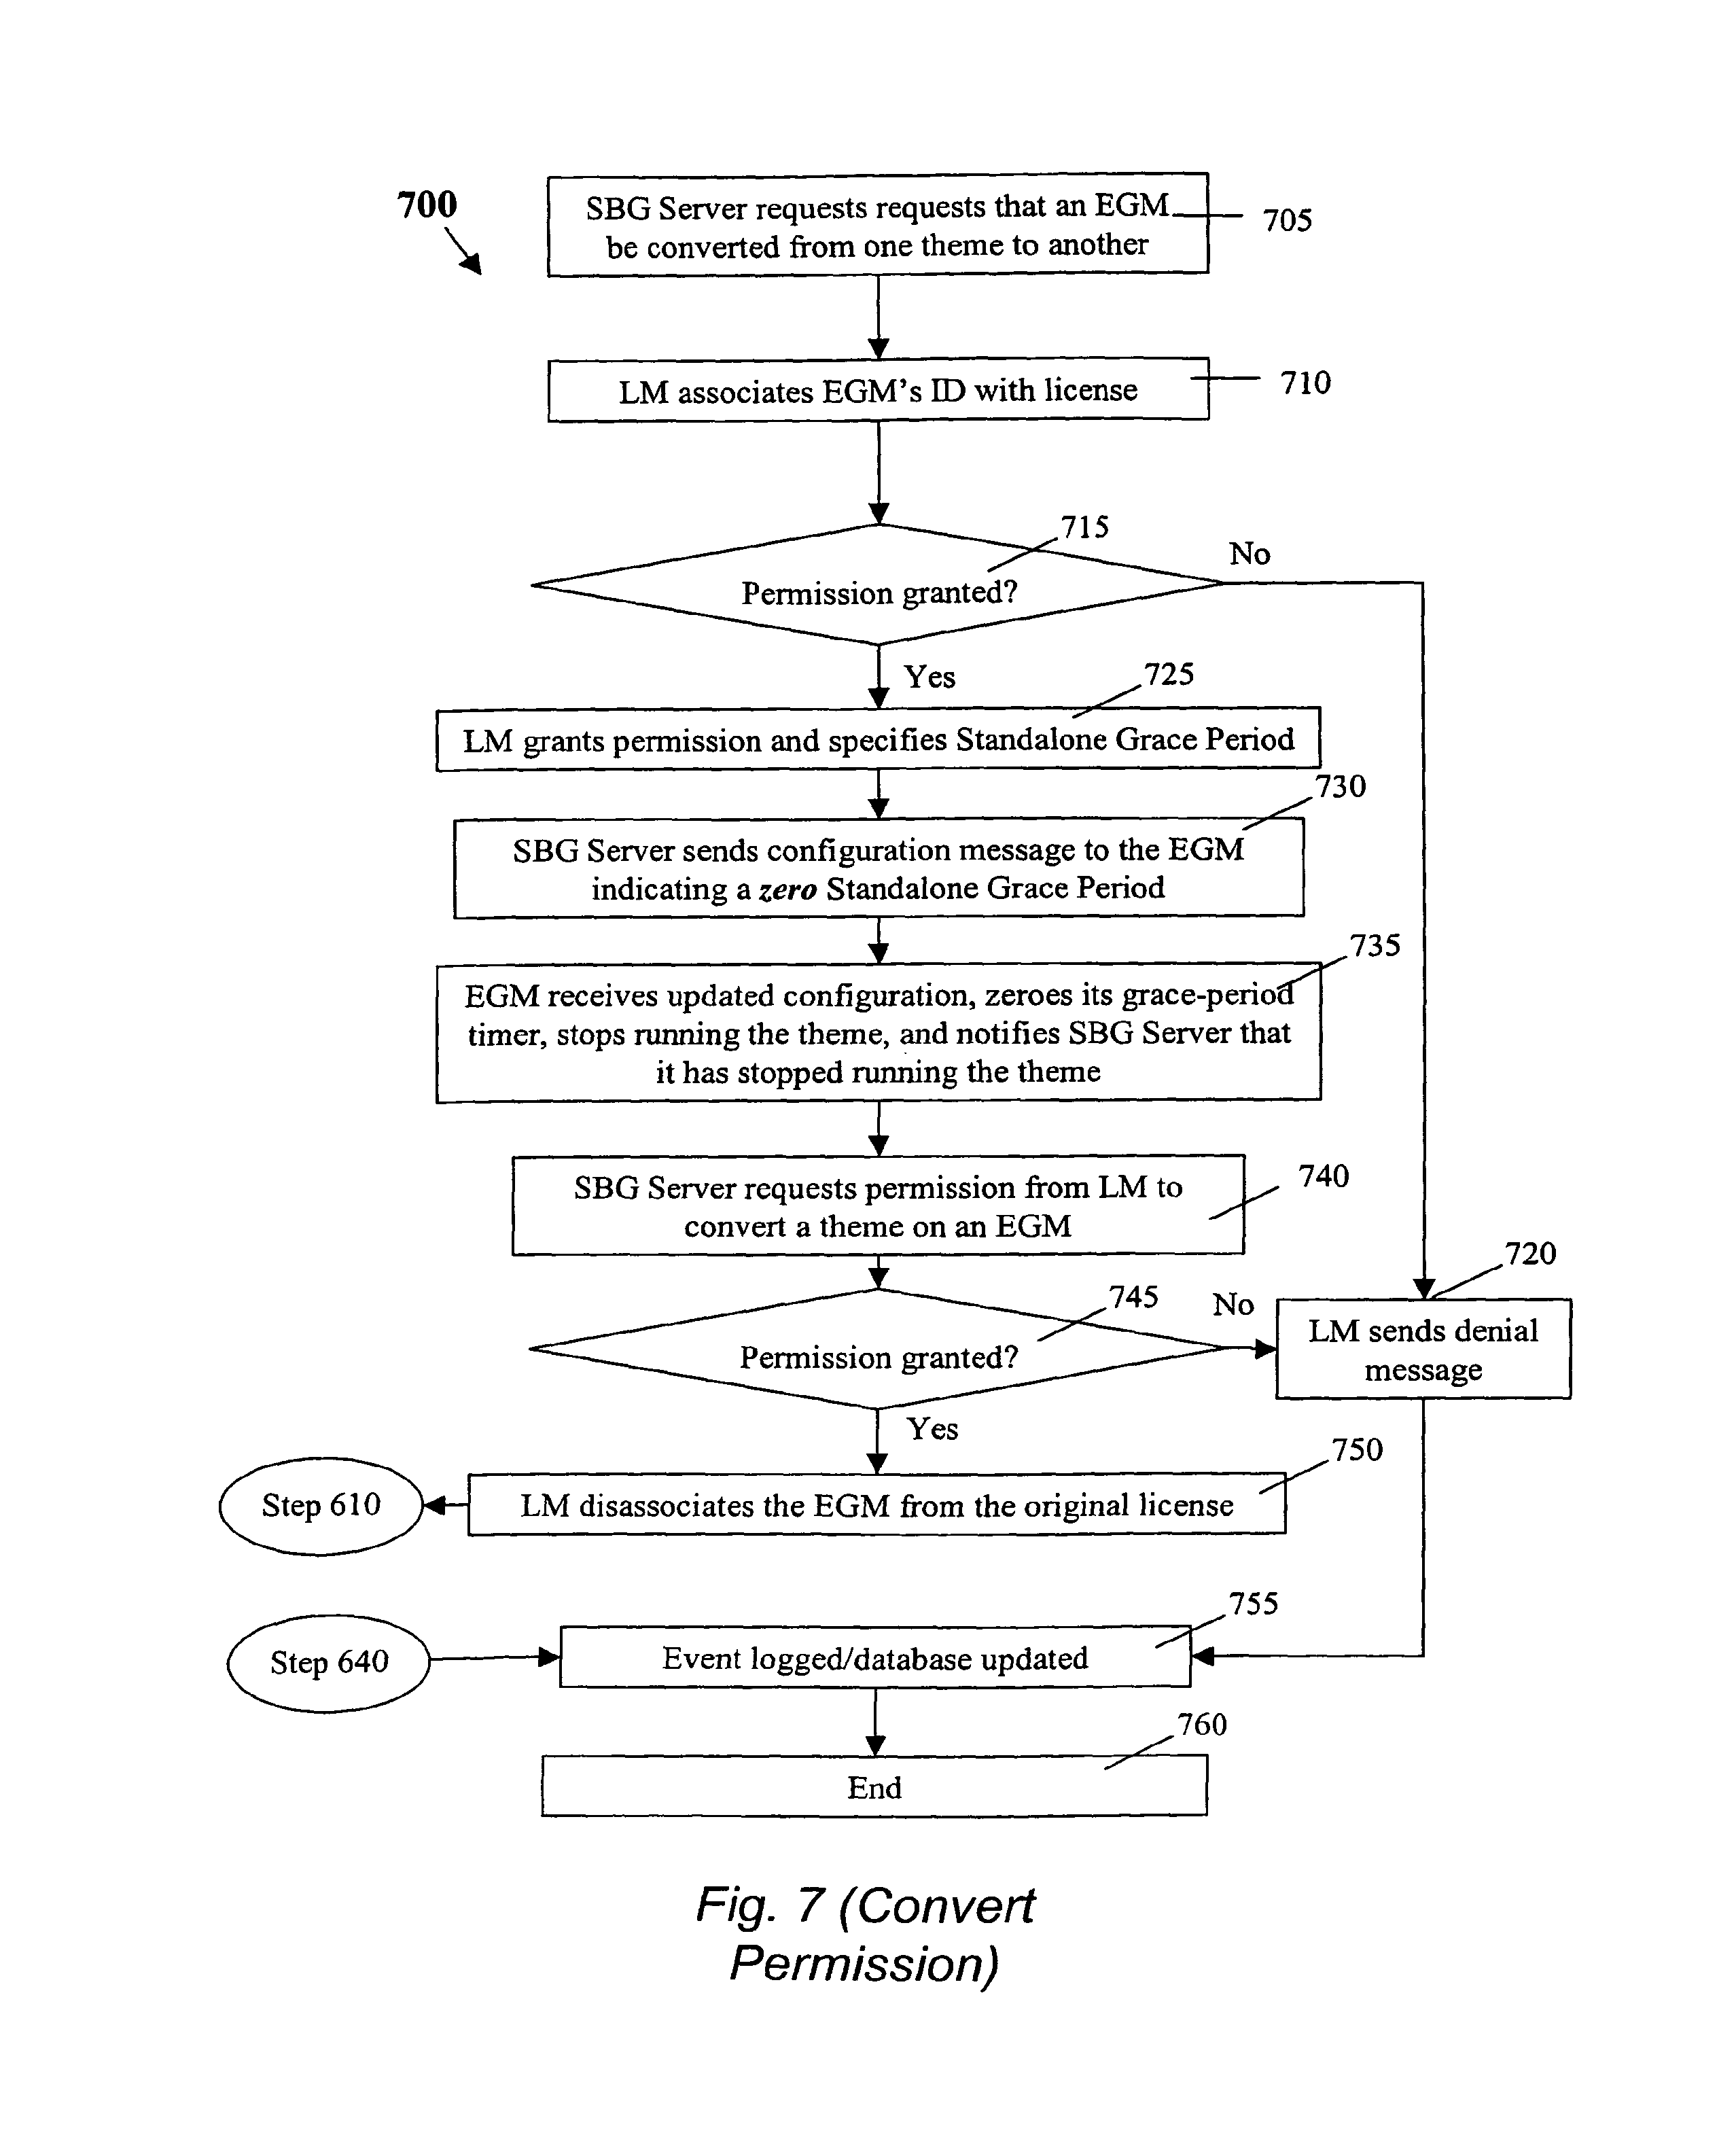 700
SBG Server requests requests that an EGM
be converted from one theme to another
705
LM associates EGM's ID with license
710
715
No
Permission granted?
Yes
725
LM grants permission and specifies Standalone Grace Period
730
SBG Server sends configuration message to the EGM
indicating a zero Standalone Grace Period
735
EGM receives updated configuration, zeroes its grace-period
timer, stops running the theme, and notifies SBG Server that
it has stopped running the theme
740
SBG Server requests permission from LM to
convert a theme on an EGM
720
745
No
LM sends denial
message
Permission granted?
Yes
750
Step 610
LM disassociates the EGM from the original license
755
Step 640
Event logged/database updated
760
End
Fig. 7 (Convert
Permission)